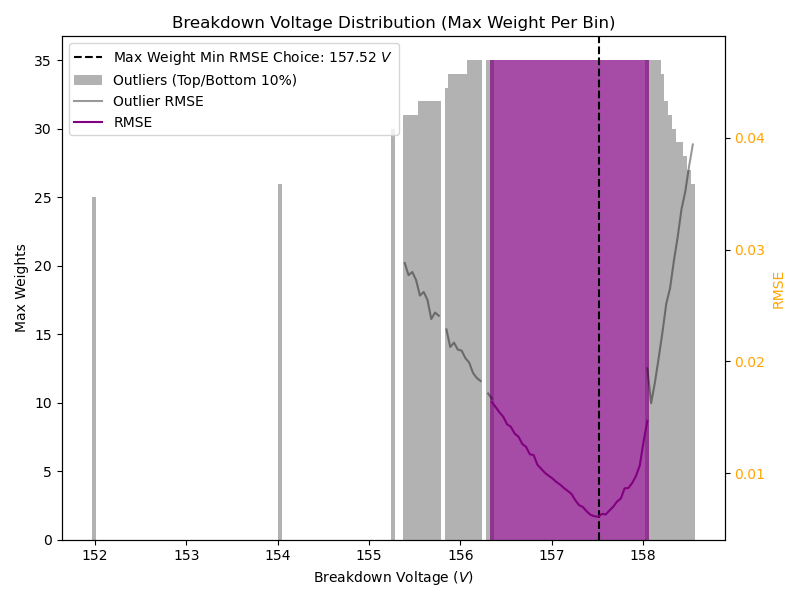 Breakdown Voltage Distribution (Max Weight Per Bin)
Max Weight Min RMSE Choice: 157.52 V
Outliers (Top/Bottom 10%)
Outlier RMSE
RMSE
35
30
25
20
15
10
5
0
Max Weights
0.04
0.03
0.02
0.01
RMSE
152 153 154 155 156 157 158
Breakdown Voltage (V)